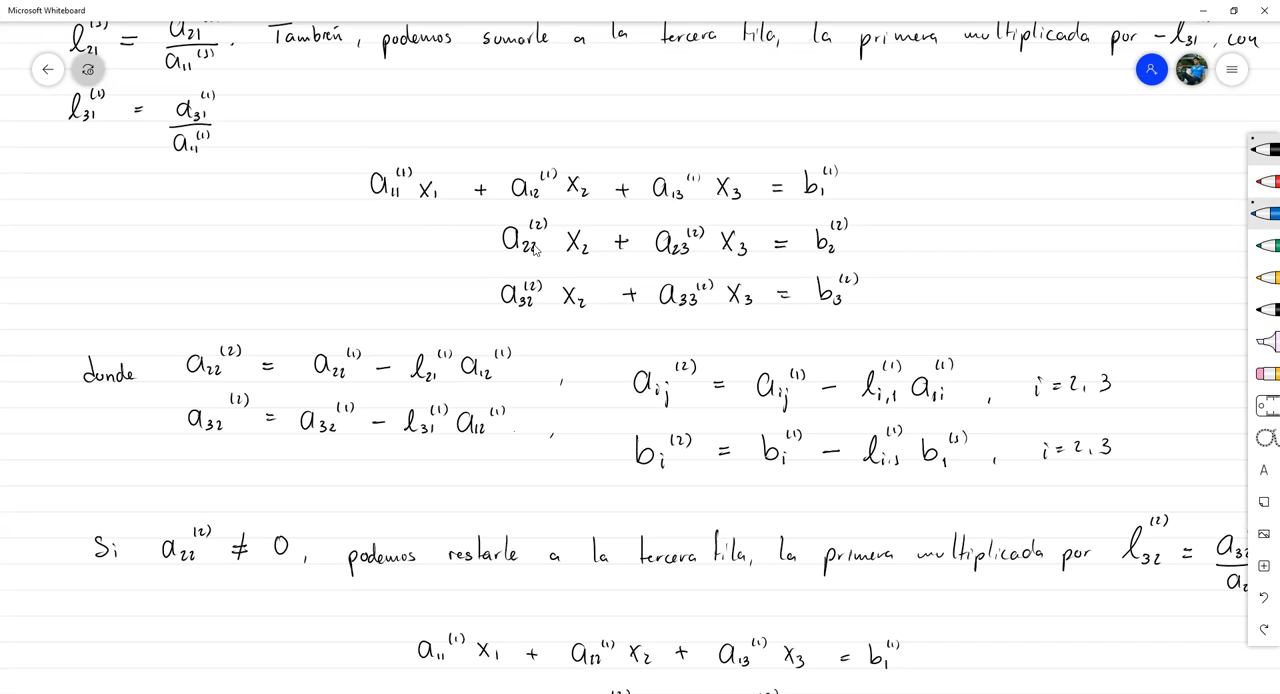 Microsoft Whiteboard
l₂₁⁽¹⁾ = a₂₁ / a₁₁⁽¹⁾. También, podemos sumarle a la tercera fila, la primera multiplicada por -l₃₁, con
l₃₁⁽¹⁾ = a₃₁⁽¹⁾ / a₁₁⁽¹⁾
a₁₁⁽¹⁾ x₁ + a₁₂⁽¹⁾ x₂ + a₁₃⁽¹⁾ x₃ = b₁⁽¹⁾
a₂₂⁽²⁾ x₂ + a₂₃⁽²⁾ x₃ = b₂⁽²⁾
a₃₂⁽²⁾ x₂ + a₃₃⁽²⁾ x₃ = b₃⁽²⁾
donde a₂₂⁽²⁾ = a₂₂⁽¹⁾ - l₂₁⁽¹⁾ a₁₂⁽¹⁾ , aᵢⱼ⁽²⁾ = aᵢⱼ⁽¹⁾ - lᵢ,₁⁽¹⁾ a₁ᵢ⁽¹⁾ , i = 2, 3
a₃₂⁽²⁾ = a₃₂⁽¹⁾ - l₃₁⁽¹⁾ a₁₂⁽¹⁾ , bᵢ⁽²⁾ = bᵢ⁽¹⁾ - lᵢ,₁⁽¹⁾ b₁⁽¹⁾ , i = 2, 3
Si a₂₂⁽²⁾ ≠ 0, podemos restarle a la tercera fila, la primera multiplicada por l₃₂⁽²⁾ = a₃₂ / a₂
a₁₁⁽¹⁾ x₁ + a₁₂⁽¹⁾ x₂ + a₁₃⁽¹⁾ x₃ = b₁⁽¹⁾